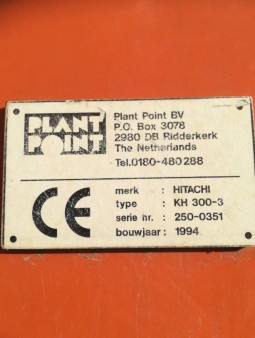 PLANT
POINT
Plant Point BV
P.O. Box 3078
2980 DB Ridderkerk
The Netherlands
Tel.0180-480288
CE
merk : HITACHI
type : KH 300-3
serie nr. : 250-0351
bouwjaar : 1994